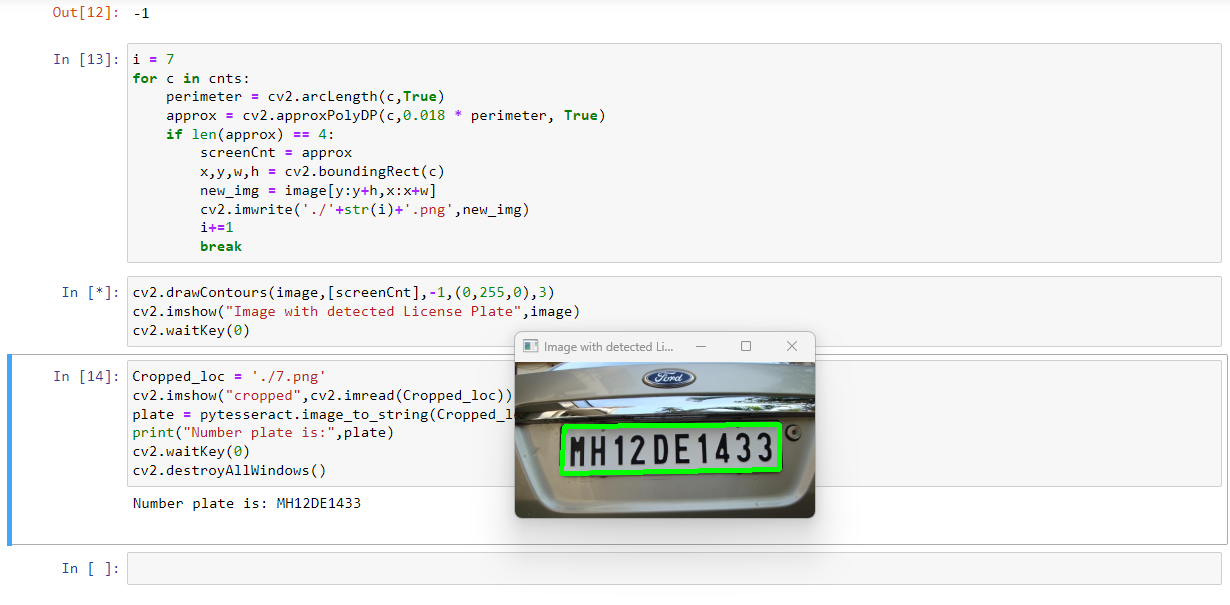 Out[12]: -1
In [13]: i = 7
for c in cnts:
    perimeter = cv2.arcLength(c,True)
    approx = cv2.approxPolyDP(c,0.018 * perimeter, True)
    if len(approx) == 4:
        screenCnt = approx
        x,y,w,h = cv2.boundingRect(c)
        new_img = image[y:y+h,x:x+w]
        cv2.imwrite('./'+str(i)+'.png',new_img)
        i+=1
        break
In [*]: cv2.drawContours(image,[screenCnt],-1,(0,255,0),3)
cv2.imshow("Image with detected License Plate",image)
cv2.waitKey(0)
Image with detected Li...
Ford
MH12DE1433
In [14]: Cropped_loc = './7.png'
cv2.imshow("cropped",cv2.imread(Cropped_loc))
plate = pytesseract.image_to_string(
print("Number plate is:",plate)
cv2.waitKey(0)
cv2.destroyAllWindows()
Number plate is: MH12DE1433
In [ ]: